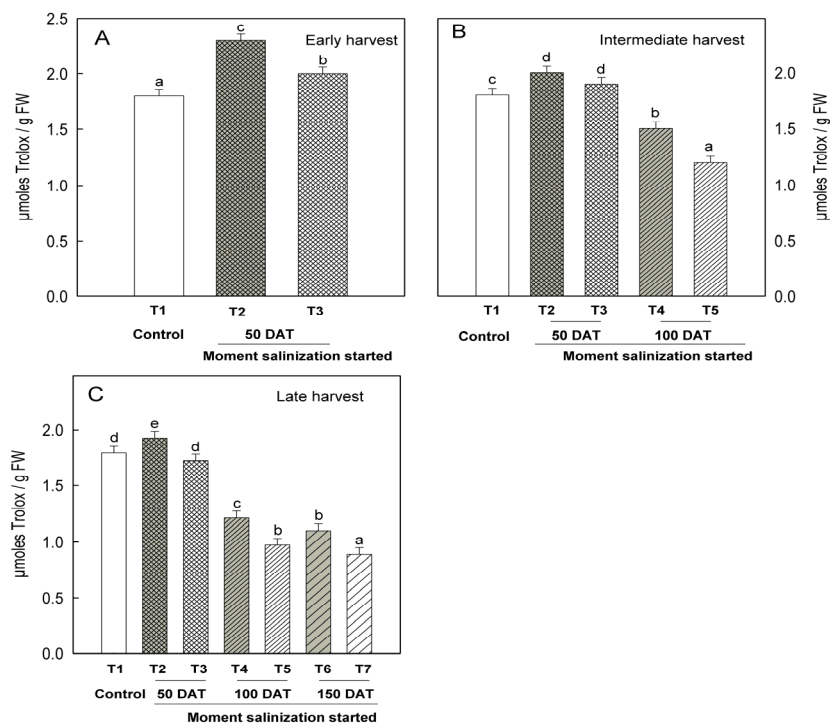 A
Early harvest
µmoles Trolox / g FW
2.5
2.0
1.5
1.0
0.5
0.0
a
c
b
T1 T2 T3
Control 50 DAT
Moment salinization started
B
Intermediate harvest
c
d
d
b
a
2.0
1.5
1.0
0.5
0.0
µmoles Trolox / g FW
T1 T2 T3 T4 T5
Control 50 DAT 100 DAT
Moment salinization started
C
Late harvest
µmoles Trolox / g FW
2.0
1.5
1.0
0.5
0.0
d
e
d
c
b
b
a
T1 T2 T3 T4 T5 T6 T7
Control 50 DAT 100 DAT 150 DAT
Moment salinization started